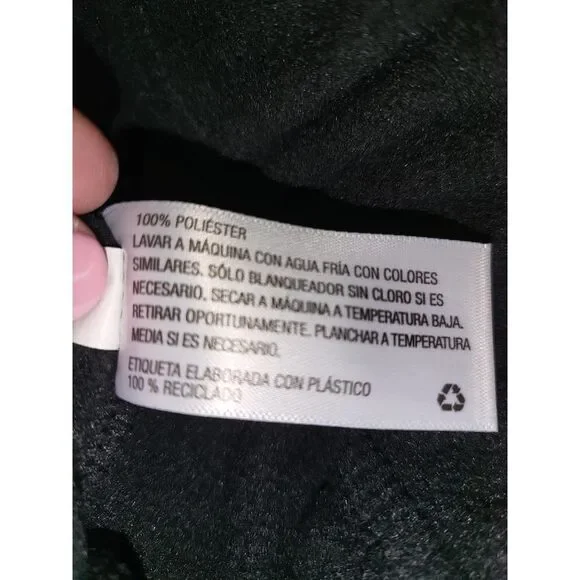 100% POLIÉSTER
LAVAR A MÁQUINA CON AGUA FRÍA CON COLORES
SIMILARES. SÓLO BLANQUEADOR SIN CLORO SI ES
NECESARIO. SECAR A MÁQUINA A TEMPERATURA BAJA.
RETIRAR OPORTUNAMENTE. PLANCHAR A TEMPERATURA
MEDIA SI ES NECESARIO.
ETIQUETA ELABORADA CON PLÁSTICO
100 % RECICLADO